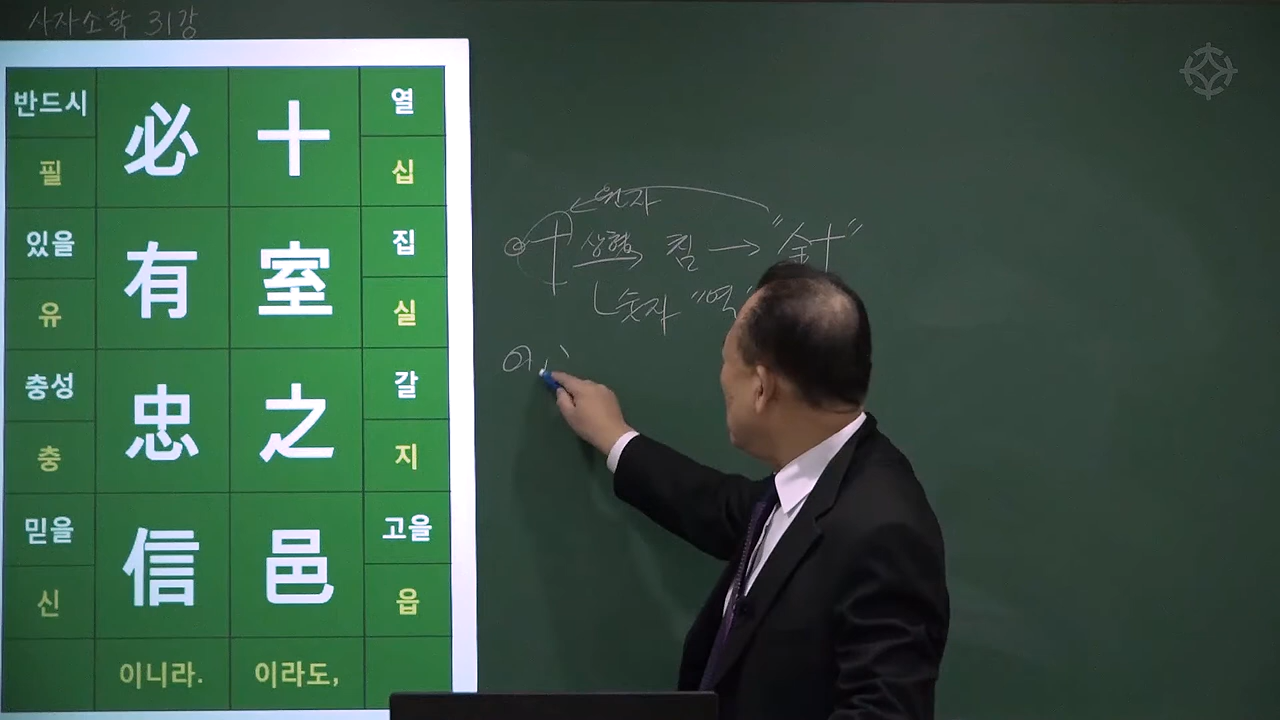 사자소학 31강
반드시 必 十 열
필 십
있을 有 室 집
유 실
충성 忠 之 갈
충 지
믿을 信 邑 고을
신 읍
이니라. 이라도,
원자
十 상형 침 → "針"
숫자 "열"